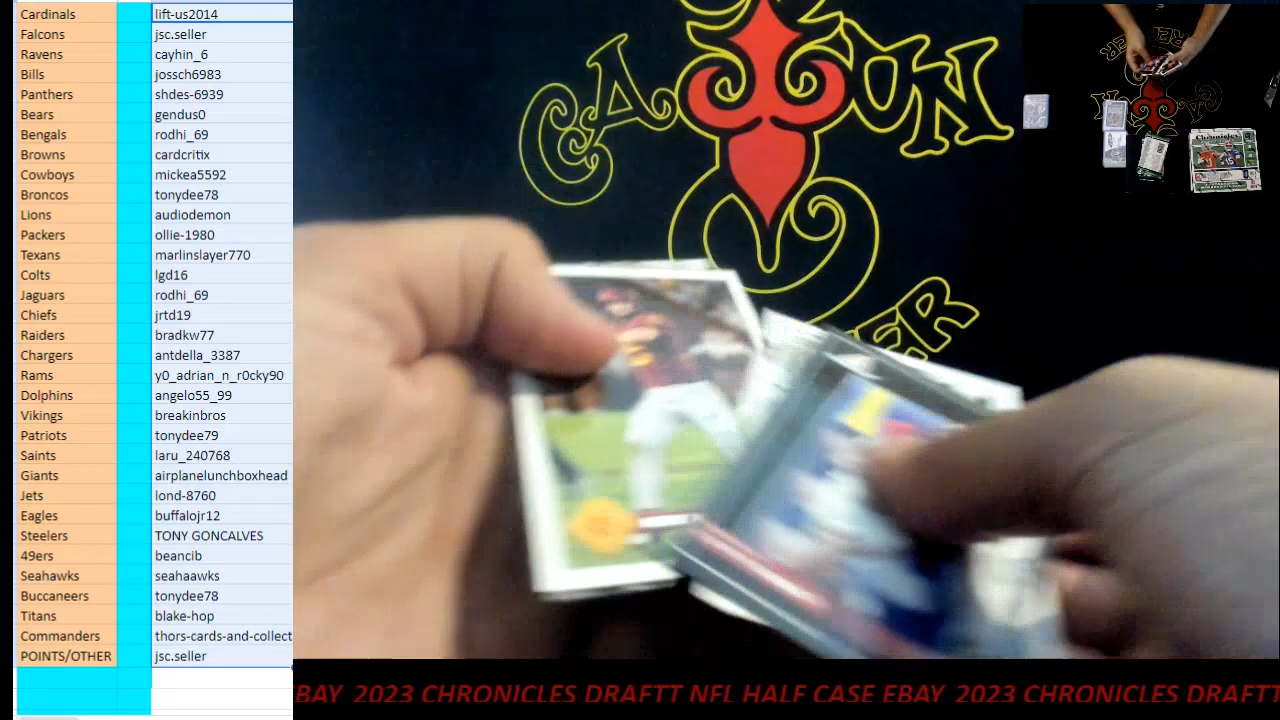 Cardinals lift-us2014
Falcons jsc.seller
Ravens cayhin_6
Bills jossch6983
Panthers shdes-6939
Bears gendus0
Bengals rodhi_69
Browns cardcritix
Cowboys mickea5592
Broncos tonydee78
Lions audiodemon
Packers ollie-1980
Texans marlinslayer770
Colts lgd16
Jaguars rodhi_69
Chiefs jrtd19
Raiders bradkw77
Chargers antdella_3387
Rams y0_adrian_n_r0cky90
Dolphins angelo55_99
Vikings breakinbros
Patriots tonydee79
Saints laru_240768
Giants airplanelunchboxhead
Jets lond-8760
Eagles buffalojr12
Steelers TONY GONCALVES
49ers beancib
Seahawks seahaawks
Buccaneers tonydee78
Titans blake-hop
Commanders thors-cards-and-collect
POINTS/OTHER jsc.seller
Chronicles
EBAY 2023 CHRONICLES DRAFTT NFL HALF CASE EBAY 2023 CHRONICLES DRAFTT